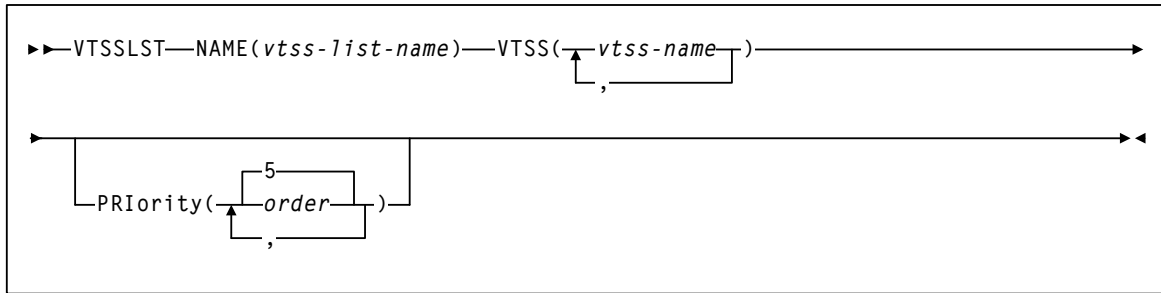 VTSSLST NAME(vtss-list-name) VTSS( vtss-name )
,
5
PRIority( order )
,